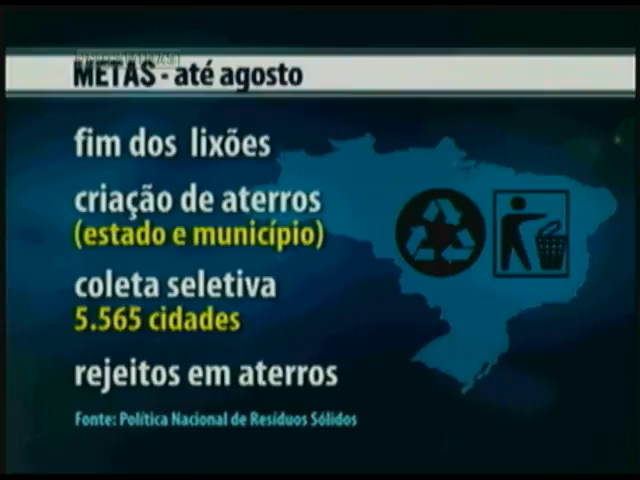 METAS - até agosto
fim dos lixões
criação de aterros
(estado e município)
coleta seletiva
5.565 cidades
rejeitos em aterros
Fonte: Política Nacional de Resíduos Sólidos